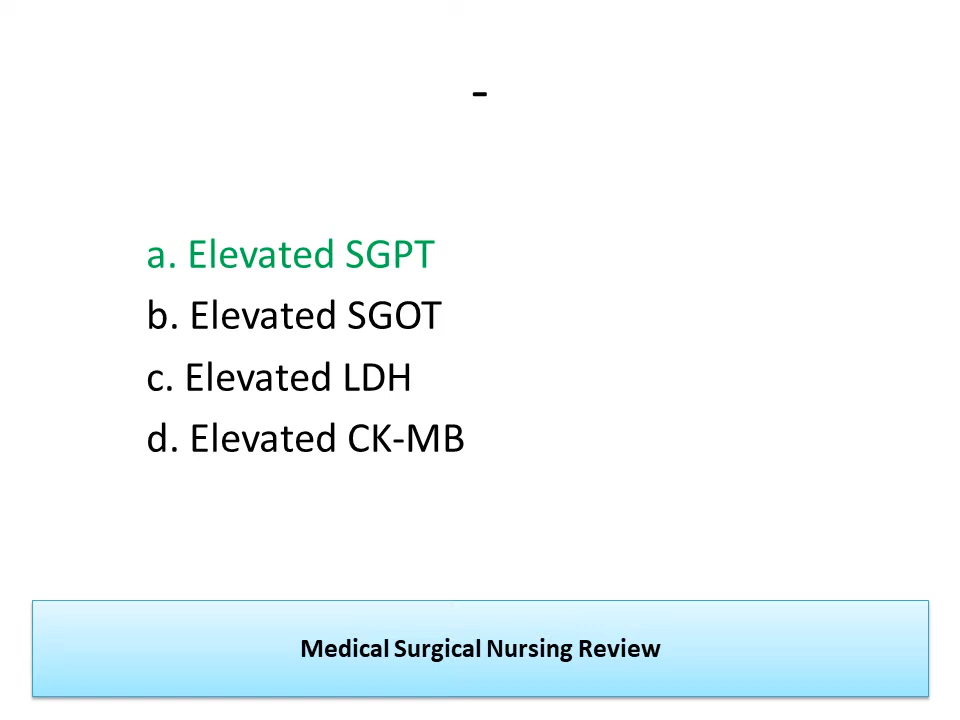 -
a. Elevated SGPT
b. Elevated SGOT
c. Elevated LDH
d. Elevated CK-MB
Medical Surgical Nursing Review